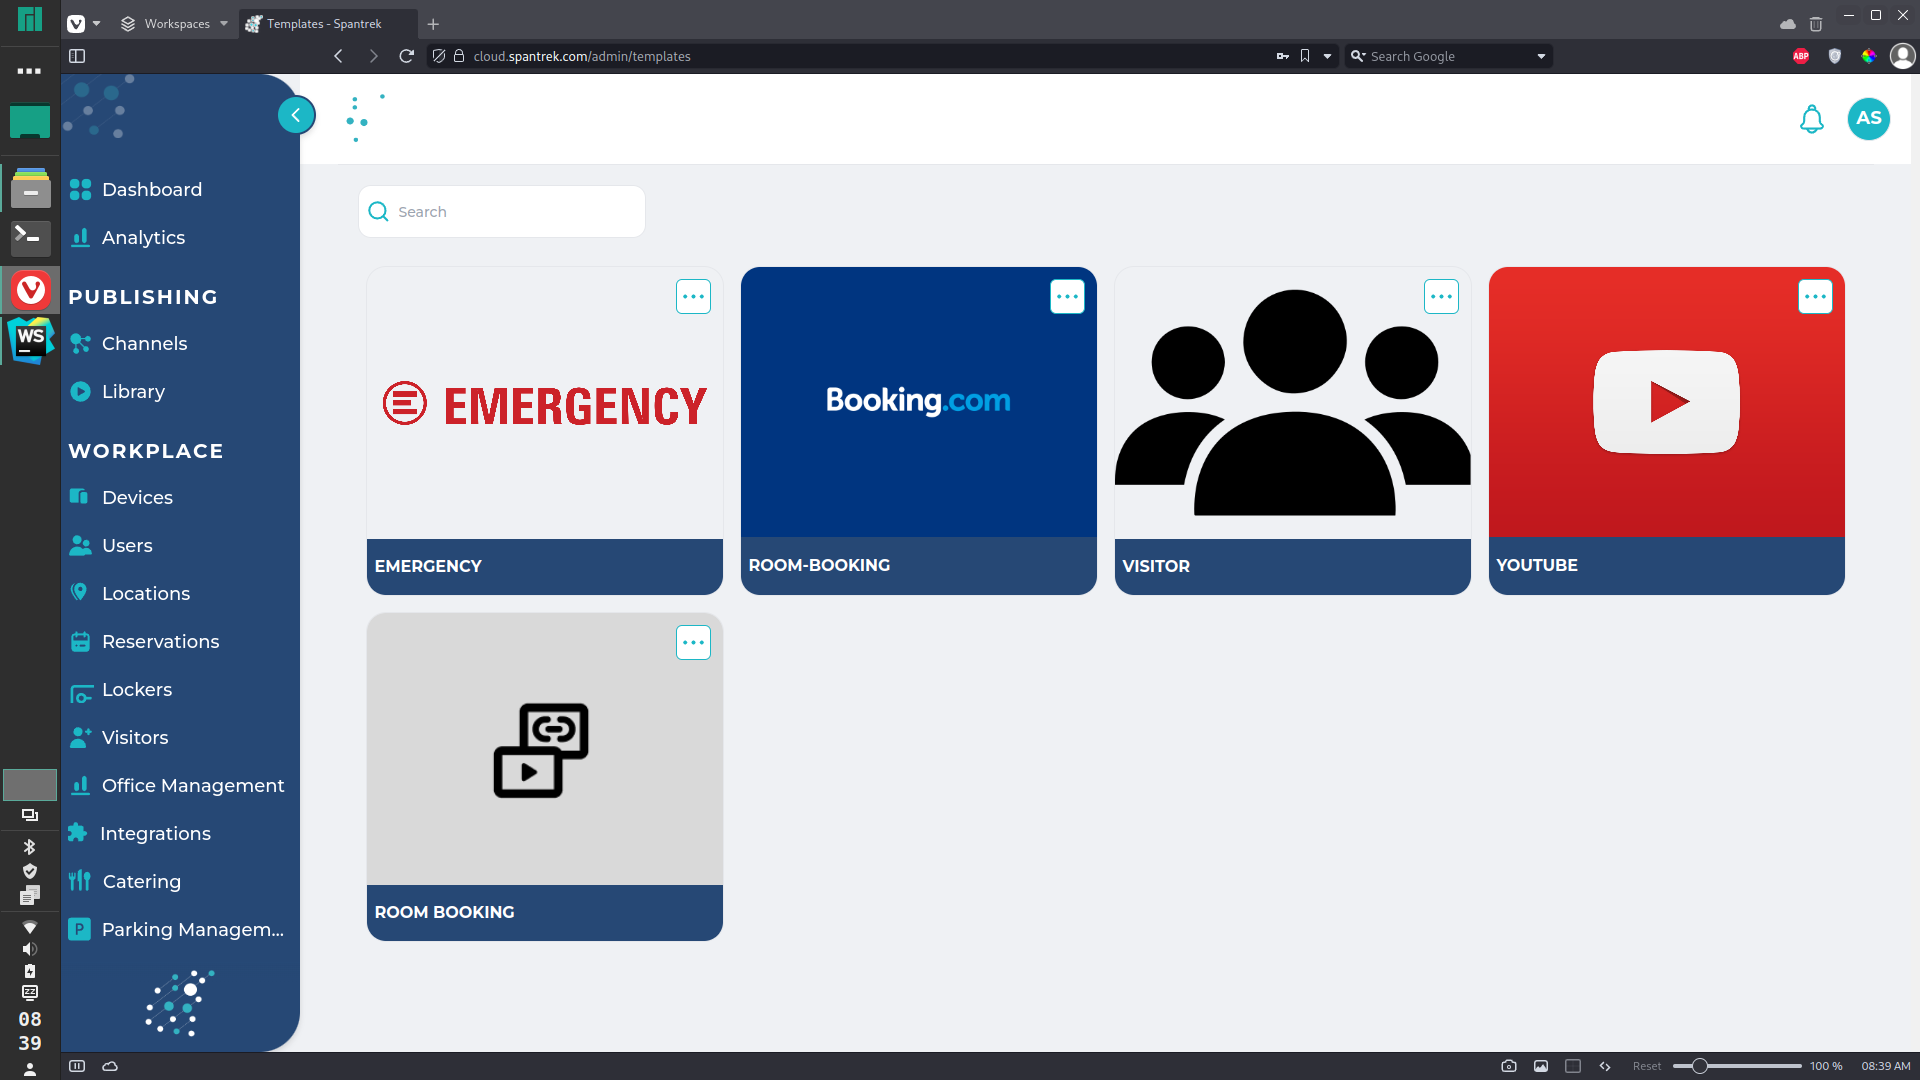 Workspaces
Templates - Spantrek
cloud.spantrek.com/admin/templates
Search Google
ABP
AS
Search
Dashboard
Analytics
PUBLISHING
Channels
Library
WORKPLACE
Devices
Users
Locations
Reservations
Lockers
Visitors
Office Management
Integrations
Catering
P
Parking Managem...
EMERGENCY
EMERGENCY
Booking.com
ROOM-BOOKING
VISITOR
YOUTUBE
ROOM BOOKING
WS
08
39
Reset
100 %
08:39 AM